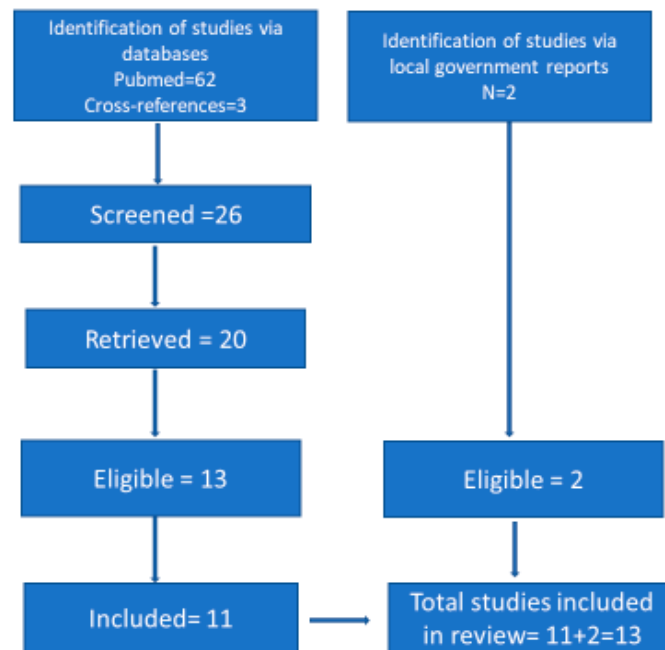 Identification of studies via
databases
Pubmed=62
Cross-references=3
Identification of studies via
local government reports
N=2
Screened =26
Retrieved = 20
Eligible = 13
Eligible = 2
Included= 11
Total studies included
in review= 11+2=13